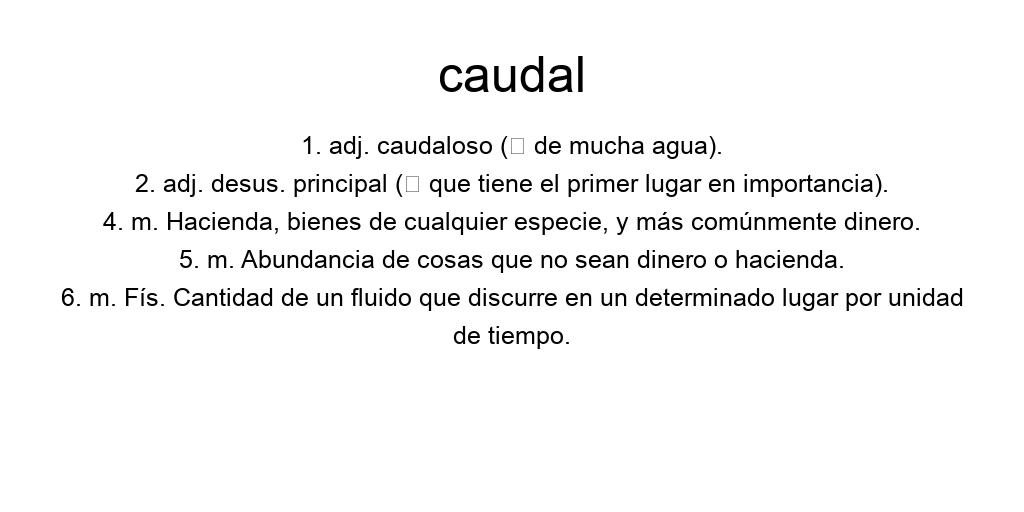 caudal
1. adj. caudaloso (▯ de mucha agua).
2. adj. desus. principal (▯ que tiene el primer lugar en importancia).
4. m. Hacienda, bienes de cualquier especie, y más comúnmente dinero.
5. m. Abundancia de cosas que no sean dinero o hacienda.
6. m. Fís. Cantidad de un fluido que discurre en un determinado lugar por unidad
de tiempo.